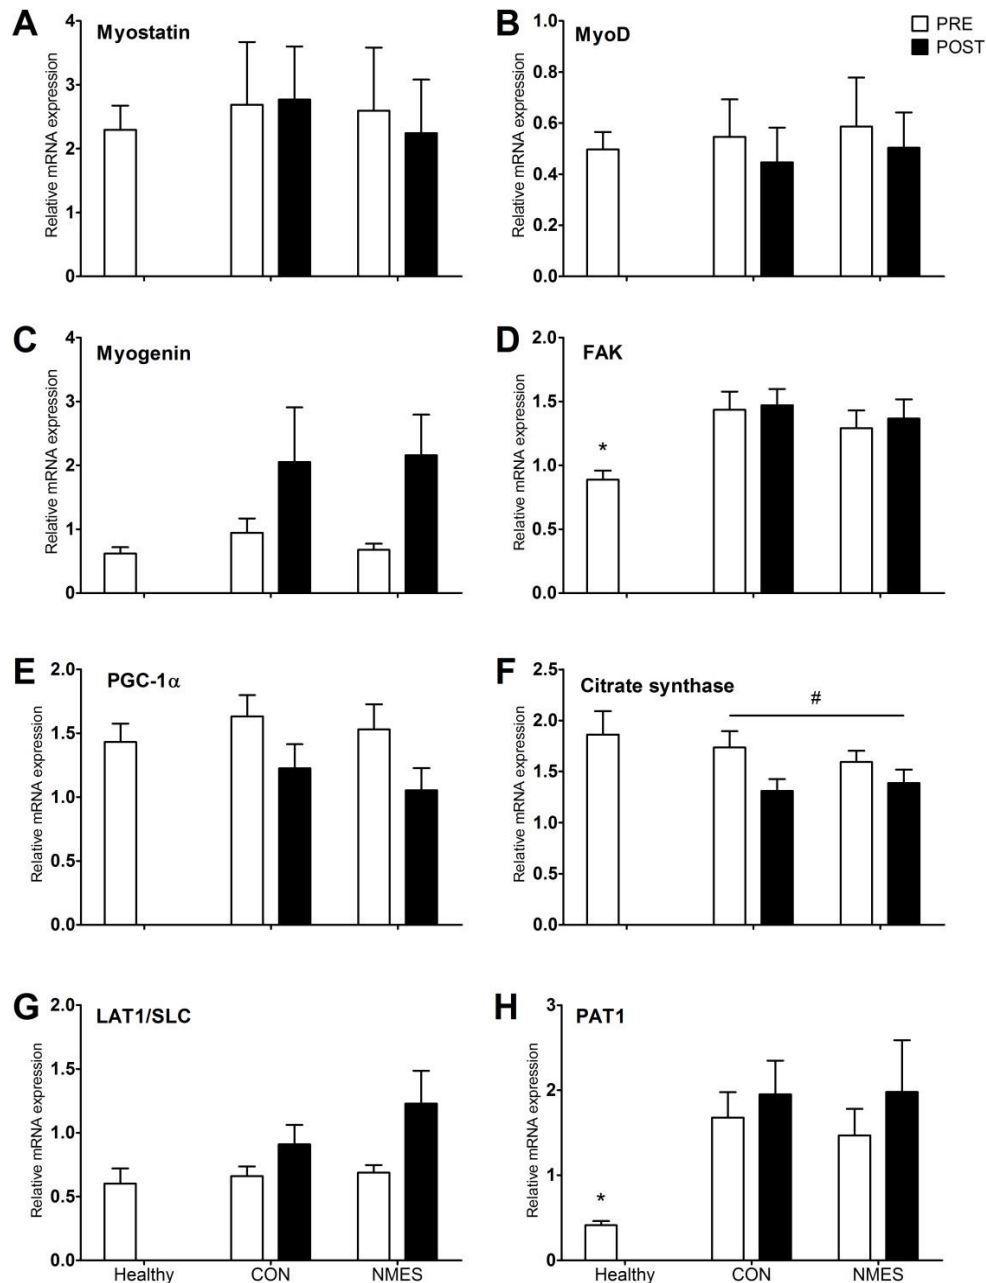 A
Myostatin
Relative mRNA expression
4
3
2
1
0
B
MyoD
Relative mRNA expression
1.0
0.8
0.6
0.4
0.2
0.0
PRE
POST
C
Myogenin
Relative mRNA expression
4
3
2
1
0
D
FAK
Relative mRNA expression
2.0
1.5
1.0
0.5
0.0
*
E
PGC-1α
Relative mRNA expression
2.0
1.5
1.0
0.5
0.0
F
Citrate synthase
Relative mRNA expression
2.5
2.0
1.5
1.0
0.5
0.0
#
G
LAT1/SLC
Relative mRNA expression
2.0
1.5
1.0
0.5
0.0
Healthy CON NMES
H
PAT1
Relative mRNA expression
3
2
1
0
*
Healthy CON NMES